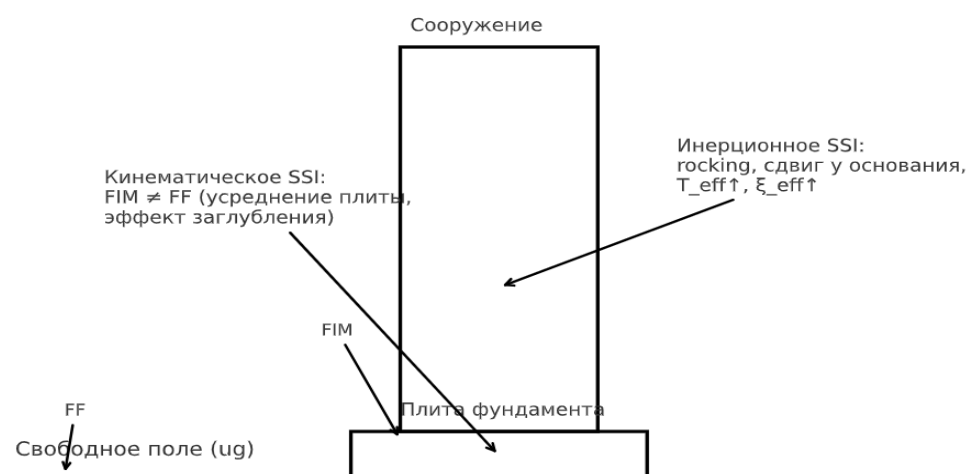 Сооружение
Инерционное SSI:
rocking, сдвиг у основания,
T_eff↑, ξ_eff↑
Кинематическое SSI:
FIM ≠ FF (усреднение плиты,
эффект заглубления)
FIM
Плита фундамента
FF
Свободное поле (ug)